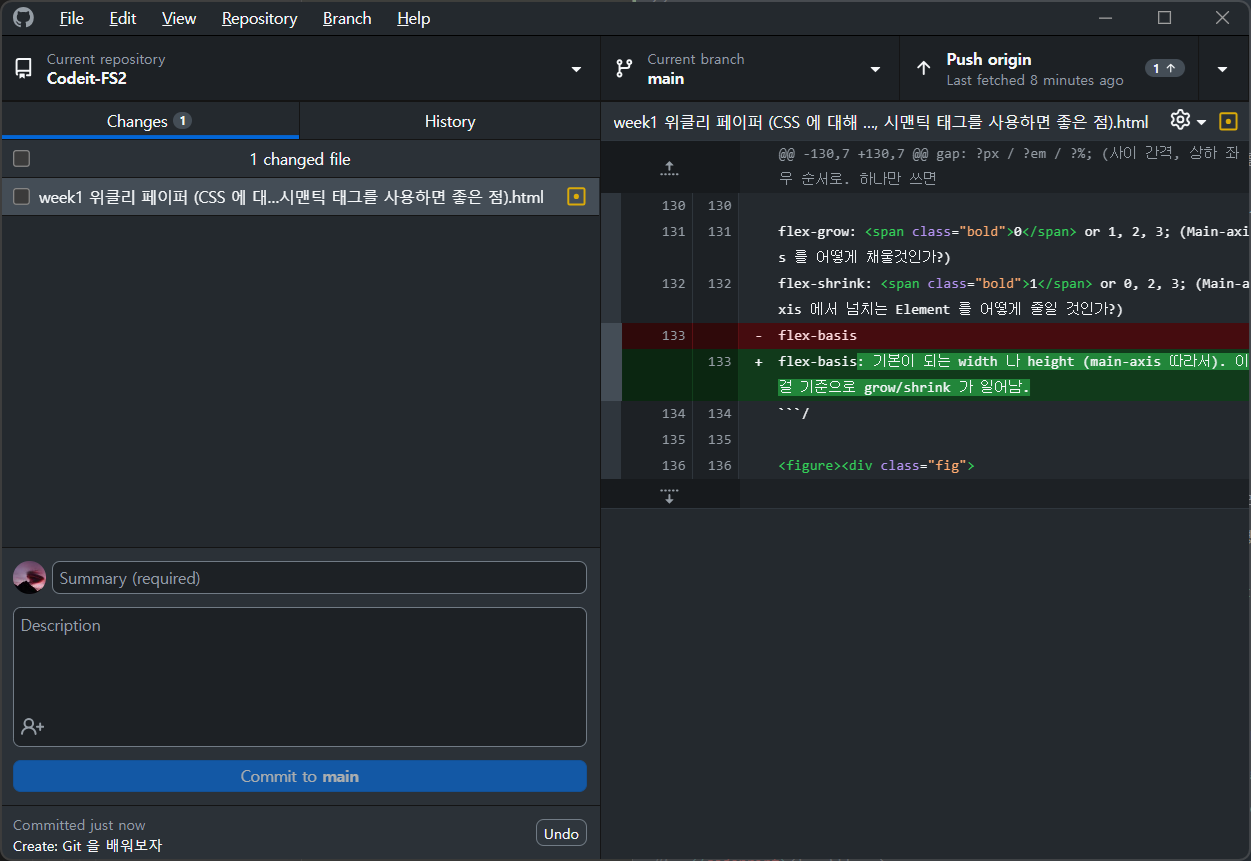 File Edit View Repository Branch Help
Current repository
Codeit-FS2
Current branch
main
Push origin
Last fetched 8 minutes ago
1
Changes 1
History
1 changed file
week1 위클리 페이퍼 (CSS 에 대...시맨틱 태그를 사용하면 좋은 점).html
week1 위클리 페이퍼 (CSS 에 대해 ..., 시맨틱 태그를 사용하면 좋은 점).html
@@ -130,7 +130,7 @@ gap: ?px / ?em / ?%; (사이 간격, 상하 좌
우 순서로. 하나만 쓰면
130 130
131 131 flex-grow: <span class="bold">0</span> or 1, 2, 3; (Main-axi
s 를 어떻게 채울것인가?)
132 132 flex-shrink: <span class="bold">1</span> or 0, 2, 3; (Main-a
xis 에서 넘치는 Element 를 어떻게 줄일 것인가?)
133 - flex-basis
133 + flex-basis: 기본이 되는 width 나 height (main-axis 따라서). 이
걸 기준으로 grow/shrink 가 일어남.
134 134 ```/
135 135
136 136 <figure><div class="fig">
Summary (required)
Description
Commit to main
Committed just now
Create: Git 을 배워보자
Undo